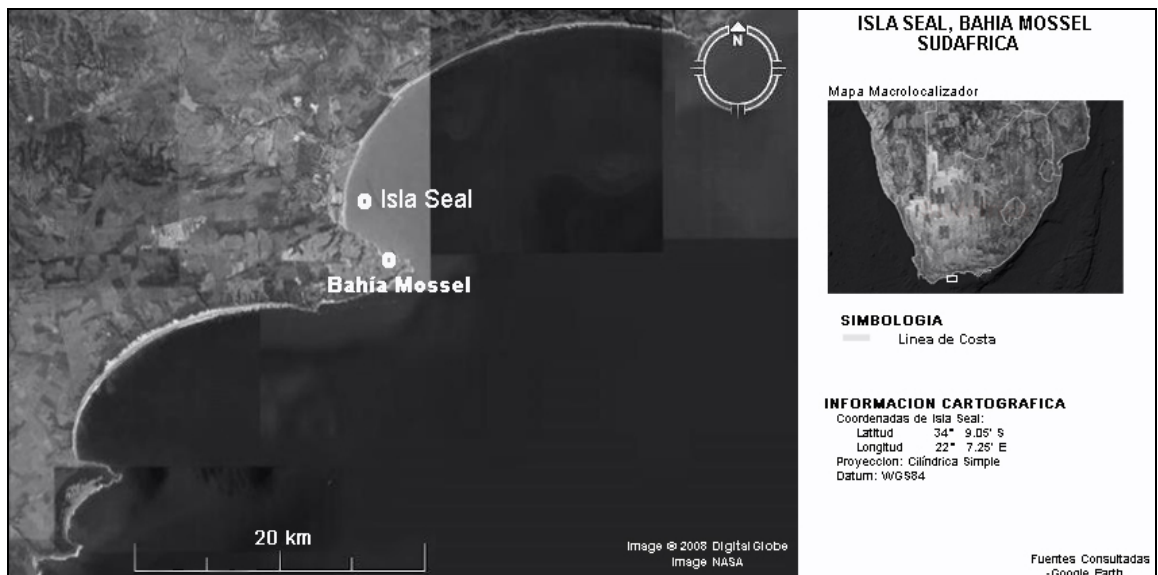 N
Isla Seal
Bahía Mossel
20 km
Image © 2008 Digital Globe
Image NASA
ISLA SEAL, BAHIA MOSSEL
SUDAFRICA
Mapa Macrolocalizador
SIMBOLOGIA
Linea de Costa
INFORMACION CARTOGRAFICA
Coordenadas de Isla Seal:
Latitud 34° 9.05' S
Longitud 22° 7.25' E
Proyeccion: Cilíndrica Simple
Datum: WGS84
Fuentes Consultadas
-Google Earth